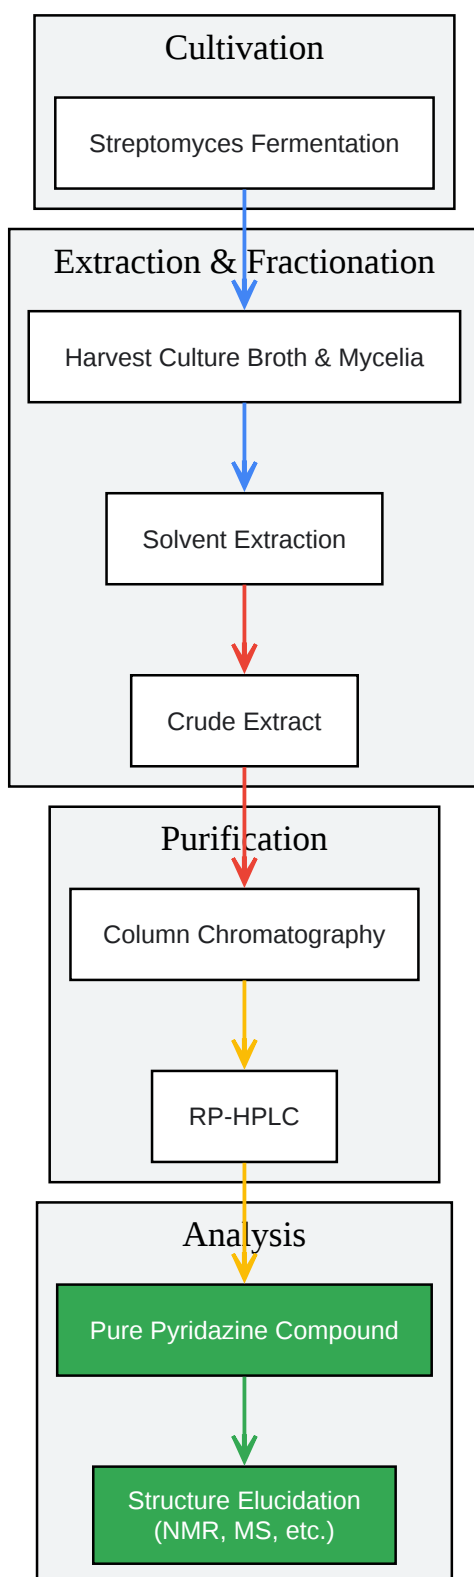 Cultivation
Streptomyces Fermentation
Extraction & Fractionation
Harvest Culture Broth & Mycelia
Solvent Extraction
Crude Extract
Purification
Column Chromatography
RP-HPLC
Analysis
Pure Pyridazine Compound
Structure Elucidation
(NMR, MS, etc.)